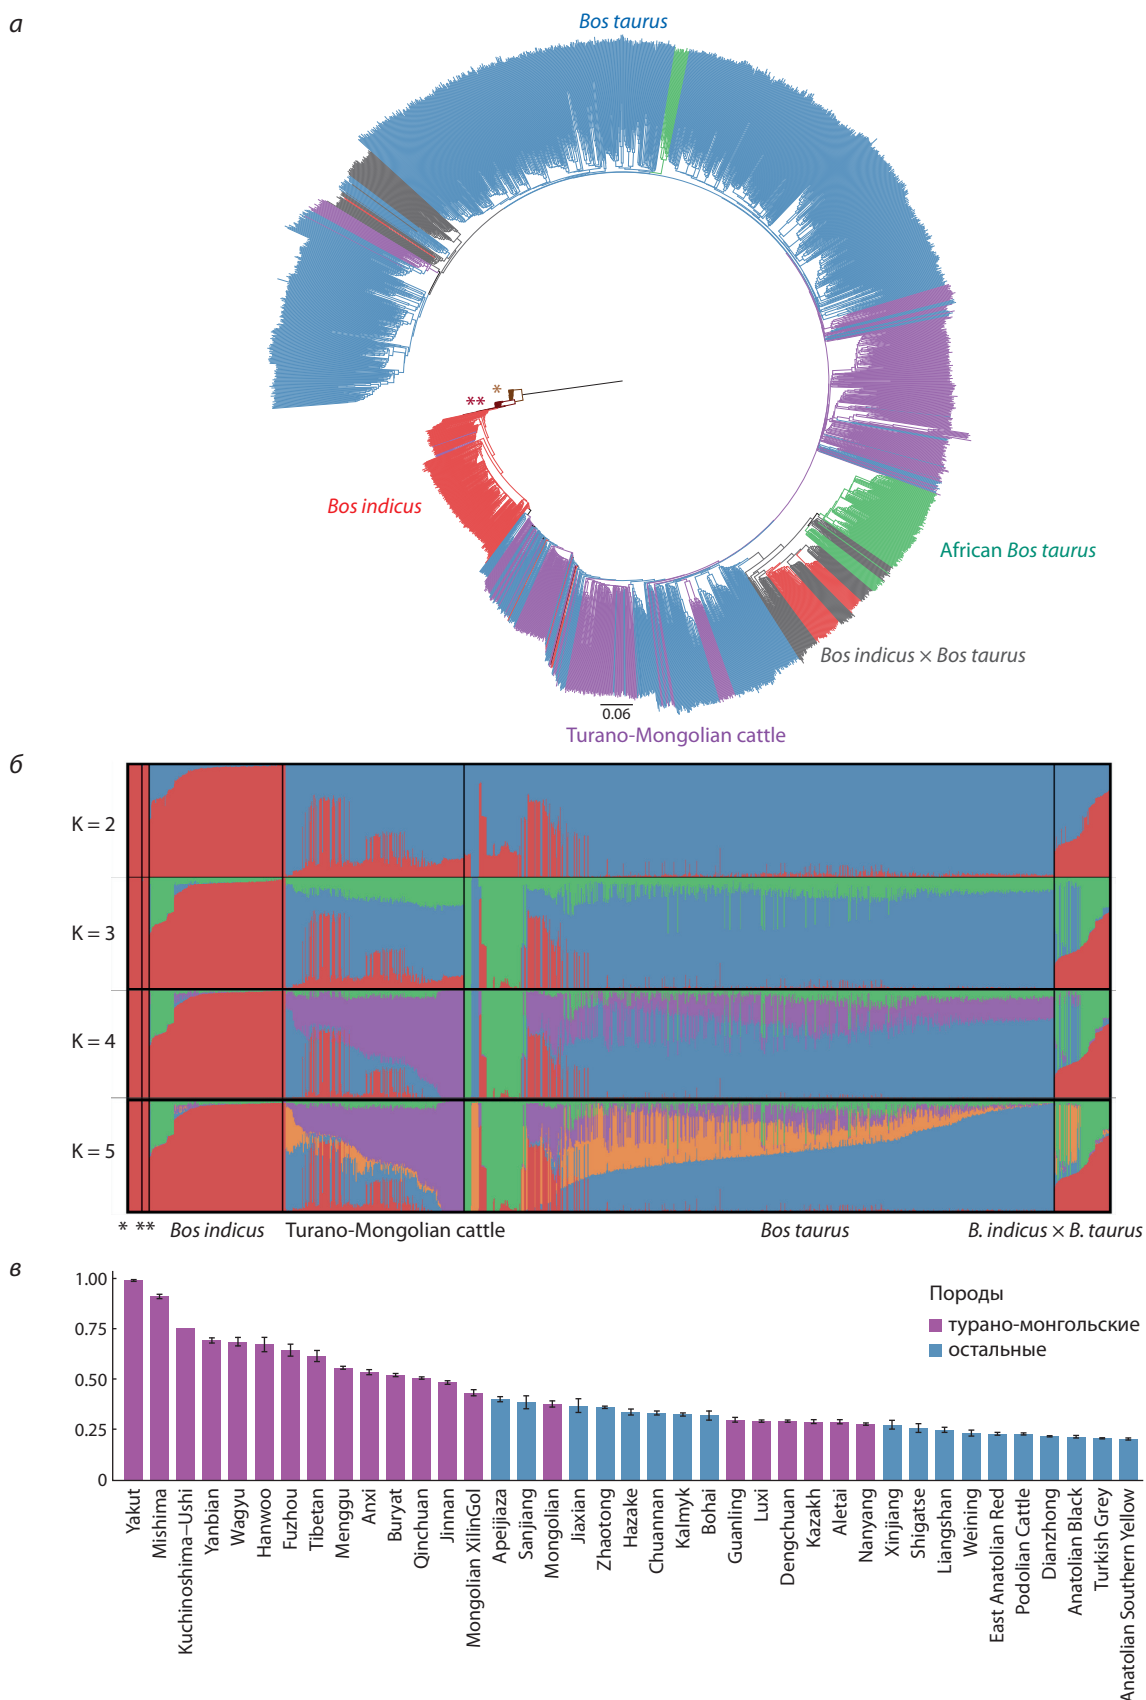 а
Bos taurus
*
**
Bos indicus
African Bos taurus
Bos indicus × Bos taurus
0.06
Turano-Mongolian cattle
б
K = 2
K = 3
K = 4
K = 5
* ** Bos indicus Turano-Mongolian cattle Bos taurus B. indicus × B. taurus
в
1.00
0.75
0.50
0.25
0
Породы
турано-монгольские
остальные
Yakut
Mishima
Kuchinoshima–Ushi
Yanbian
Wagyu
Hanwoo
Fuzhou
Tibetan
Menggu
Anxi
Buryat
Qinchuan
Jinnan
Mongolian XilinGol
Apeijiaza
Sanjiang
Mongolian
Jiaxian
Zhaotong
Hazake
Chuannan
Kalmyk
Bohai
Guanling
Luxi
Dengchuan
Kazakh
Aletai
Nanyang
Xinjiang
Shigatse
Liangshan
Weining
East Anatolian Red
Podolian Cattle
Dianzhong
Anatolian Black
Turkish Grey
Anatolian Southern Yellow